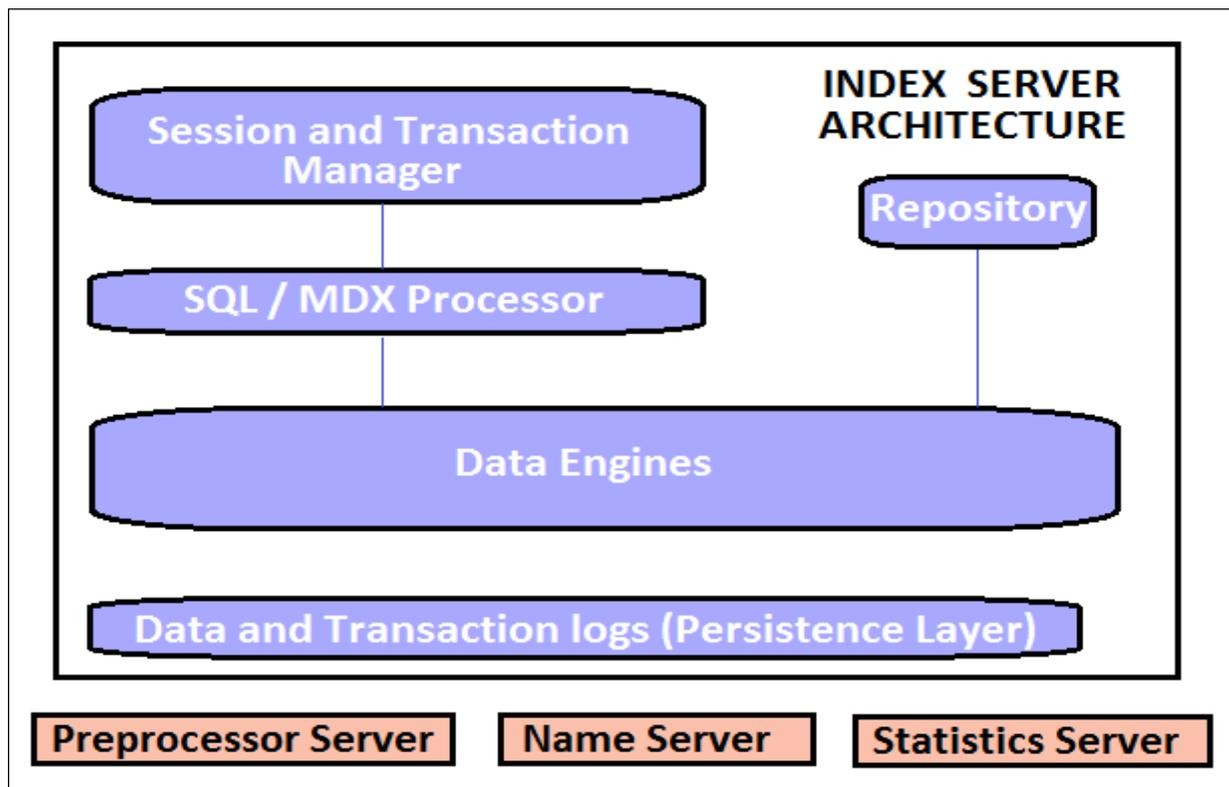 INDEX SERVER
ARCHITECTURE
Session and Transaction
Manager
Repository
SQL / MDX Processor
Data Engines
Data and Transaction logs (Persistence Layer)
Preprocessor Server
Name Server
Statistics Server